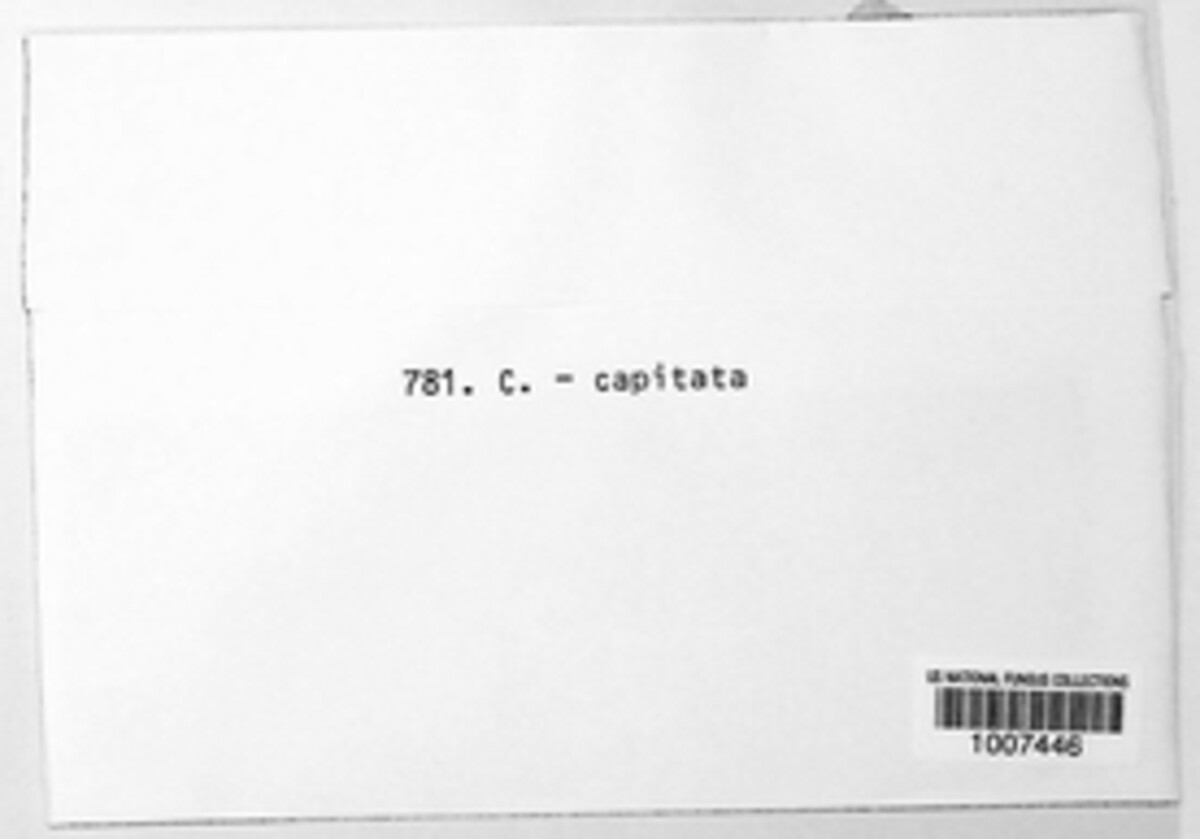 781. C. - capitata
US NATIONAL FUNGUS COLLECTIONS
1007446